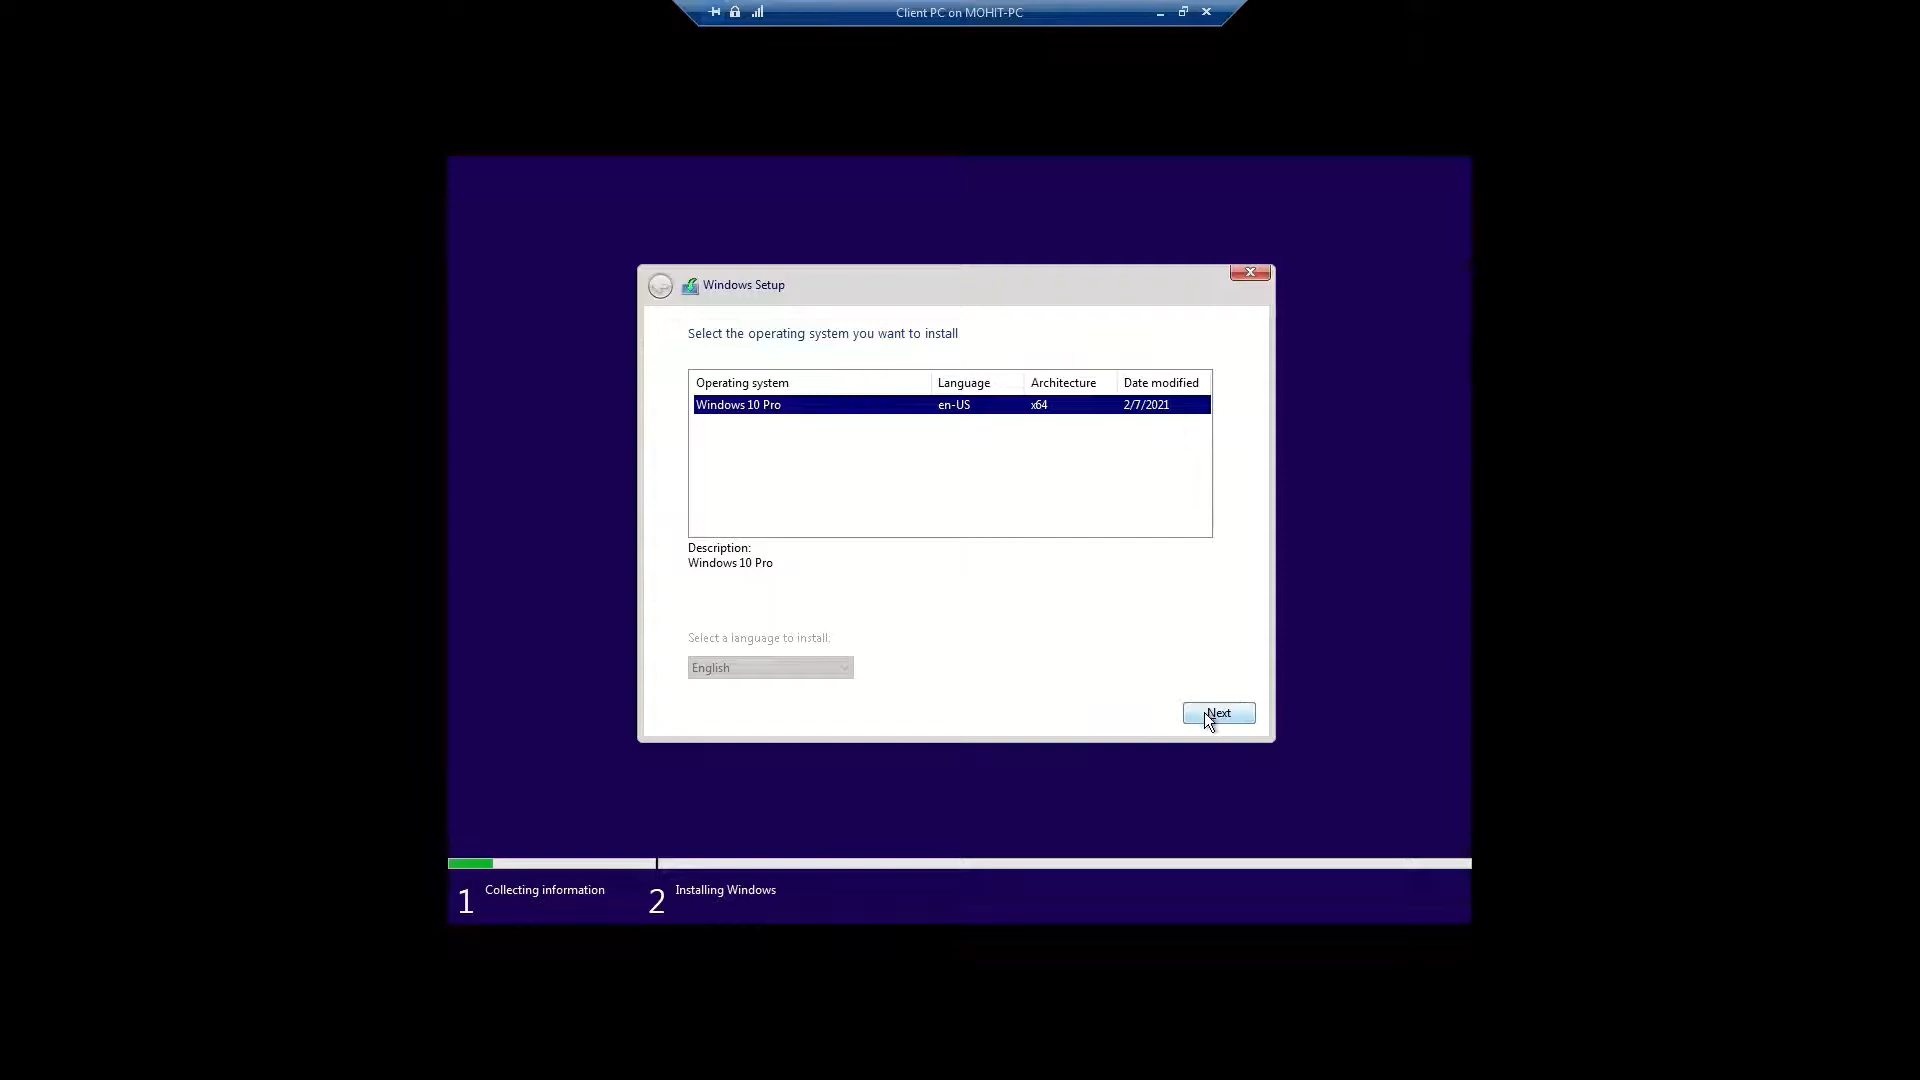 Client PC on MOHIT-PC
Windows Setup
Select the operating system you want to install
Operating system Language Architecture Date modified
Windows 10 Pro en-US x64 2/7/2021
Description:
Windows 10 Pro
Select a language to install:
English
Next
1 Collecting information 2 Installing Windows